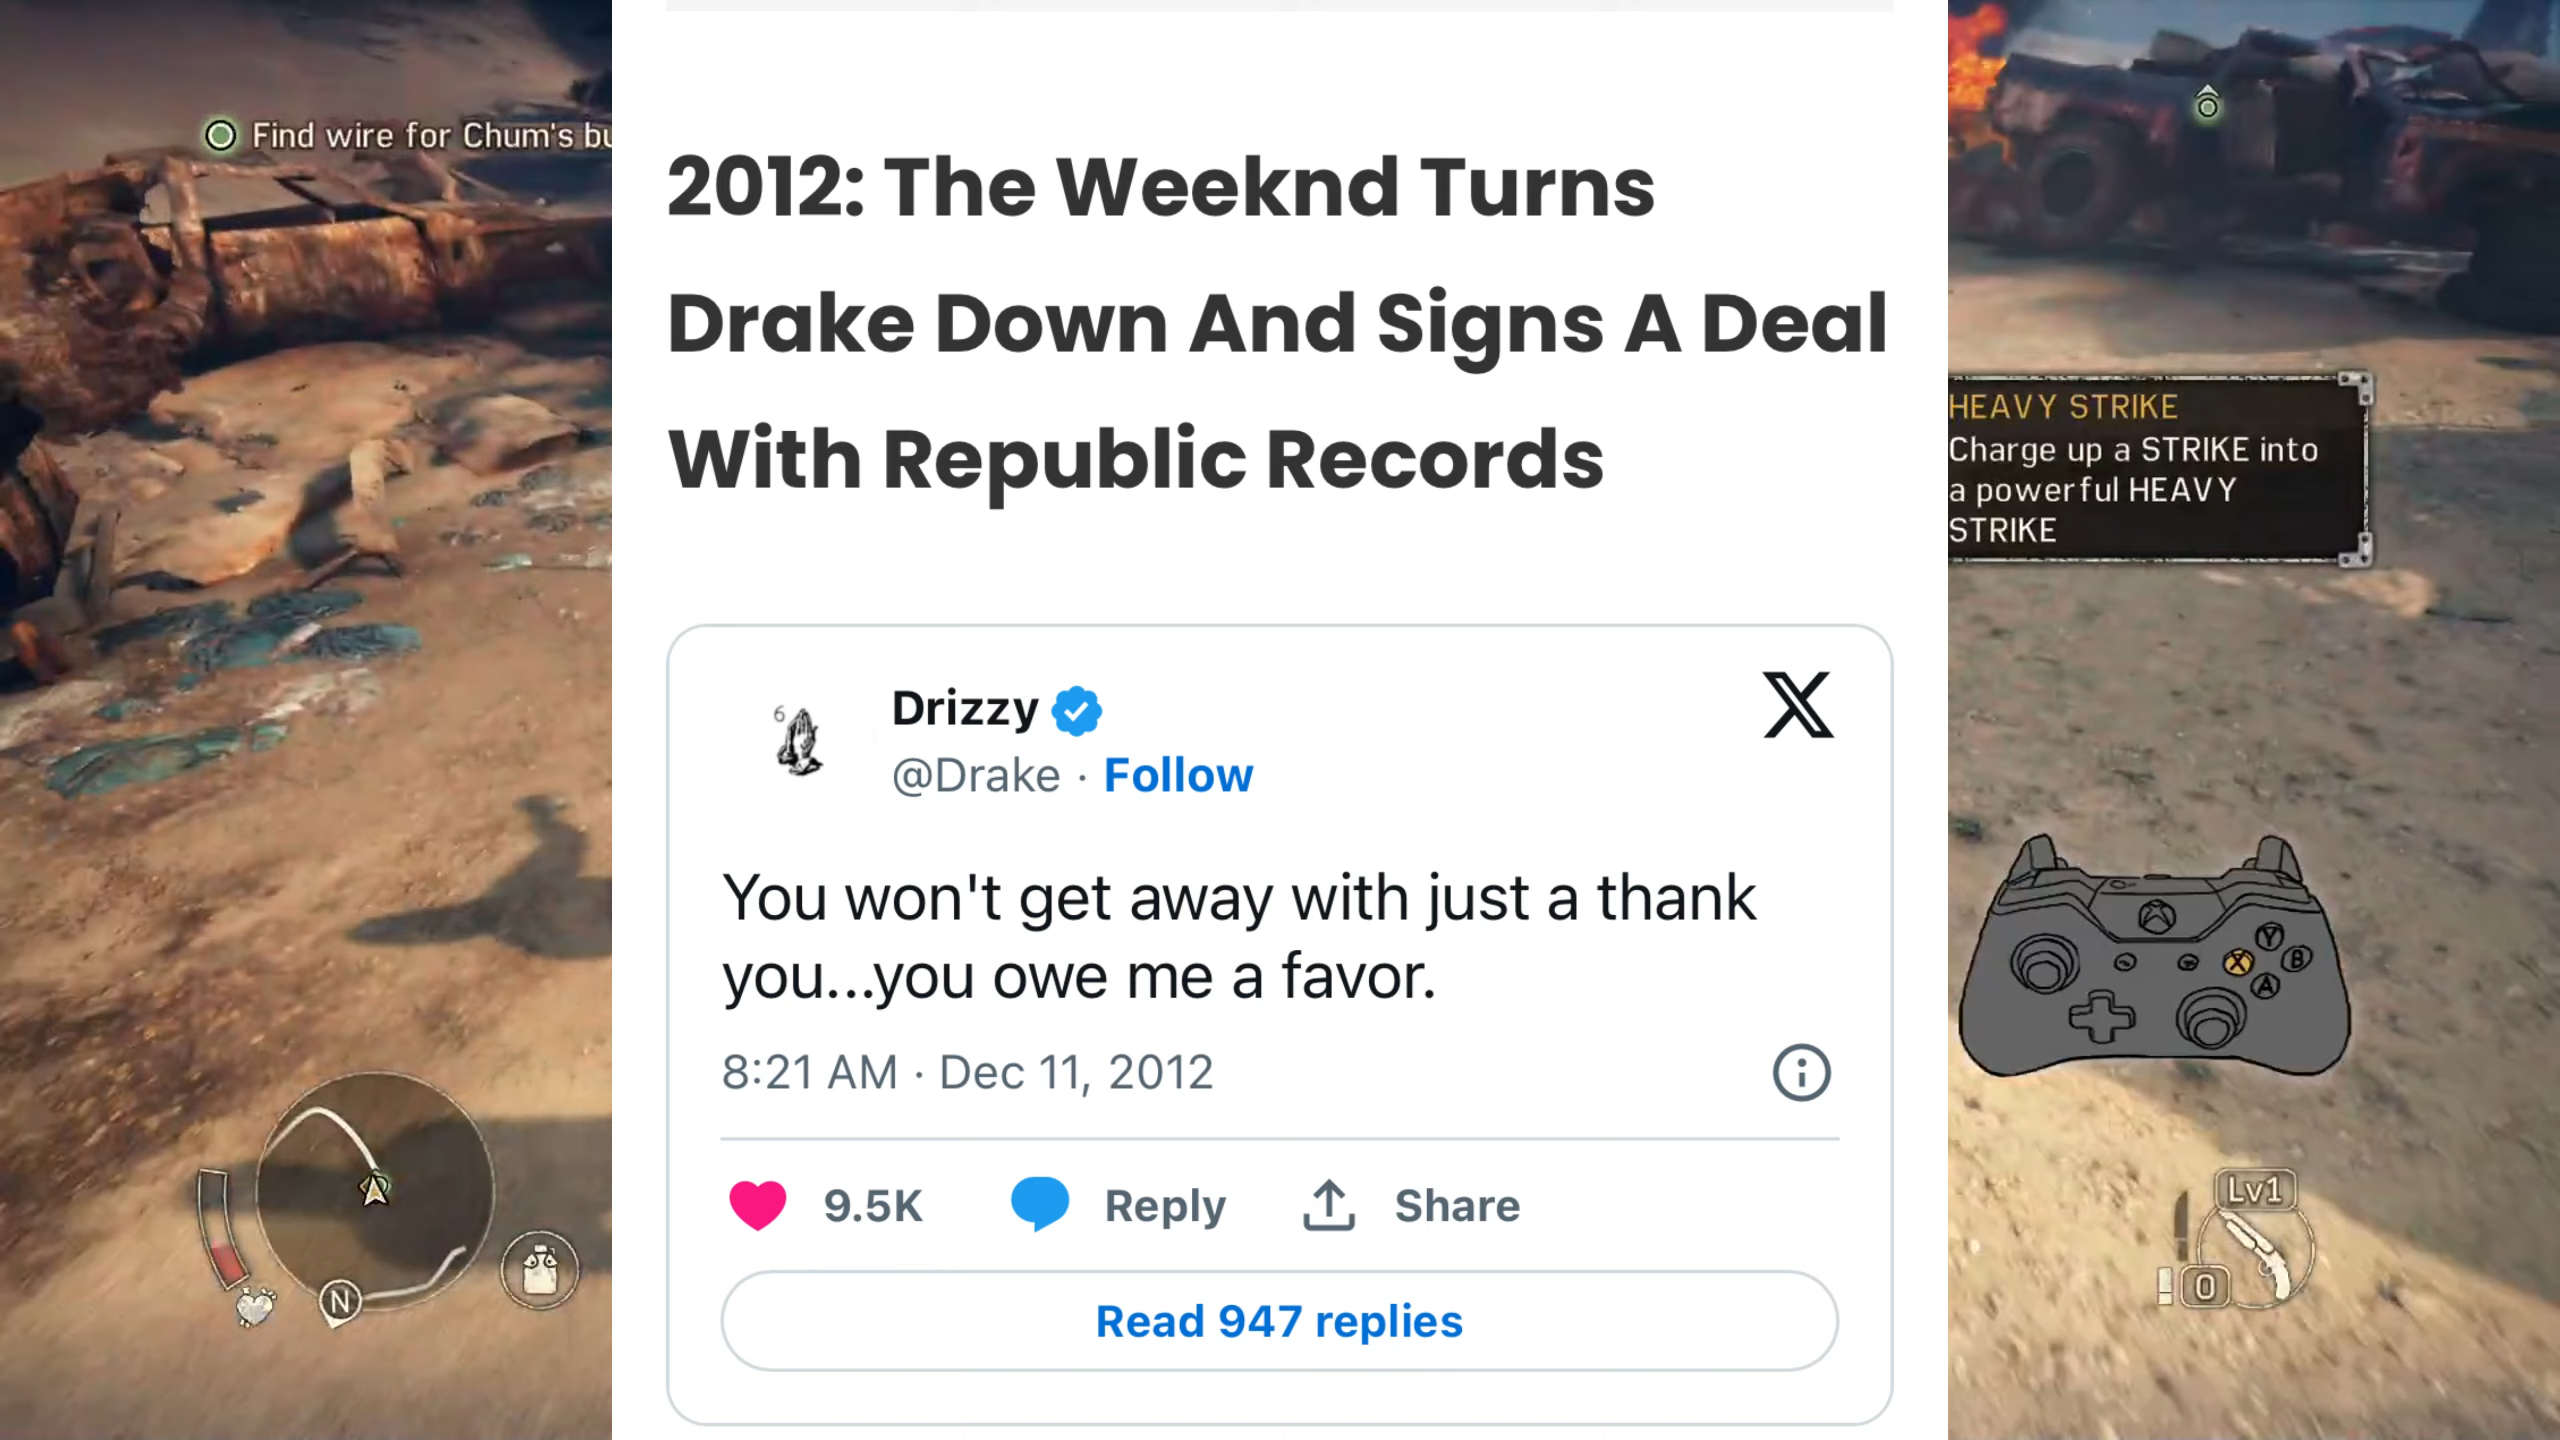 Find wire for Chum's bu
2012: The Weeknd Turns
Drake Down And Signs A Deal
With Republic Records
6
Drizzy
@Drake · Follow
X
You won't get away with just a thank
you...you owe me a favor.
8:21 AM · Dec 11, 2012
9.5K
Reply
Share
Read 947 replies
N
HEAVY STRIKE
Charge up a STRIKE into
a powerful HEAVY
STRIKE
Y
X
B
A
Lv1
0